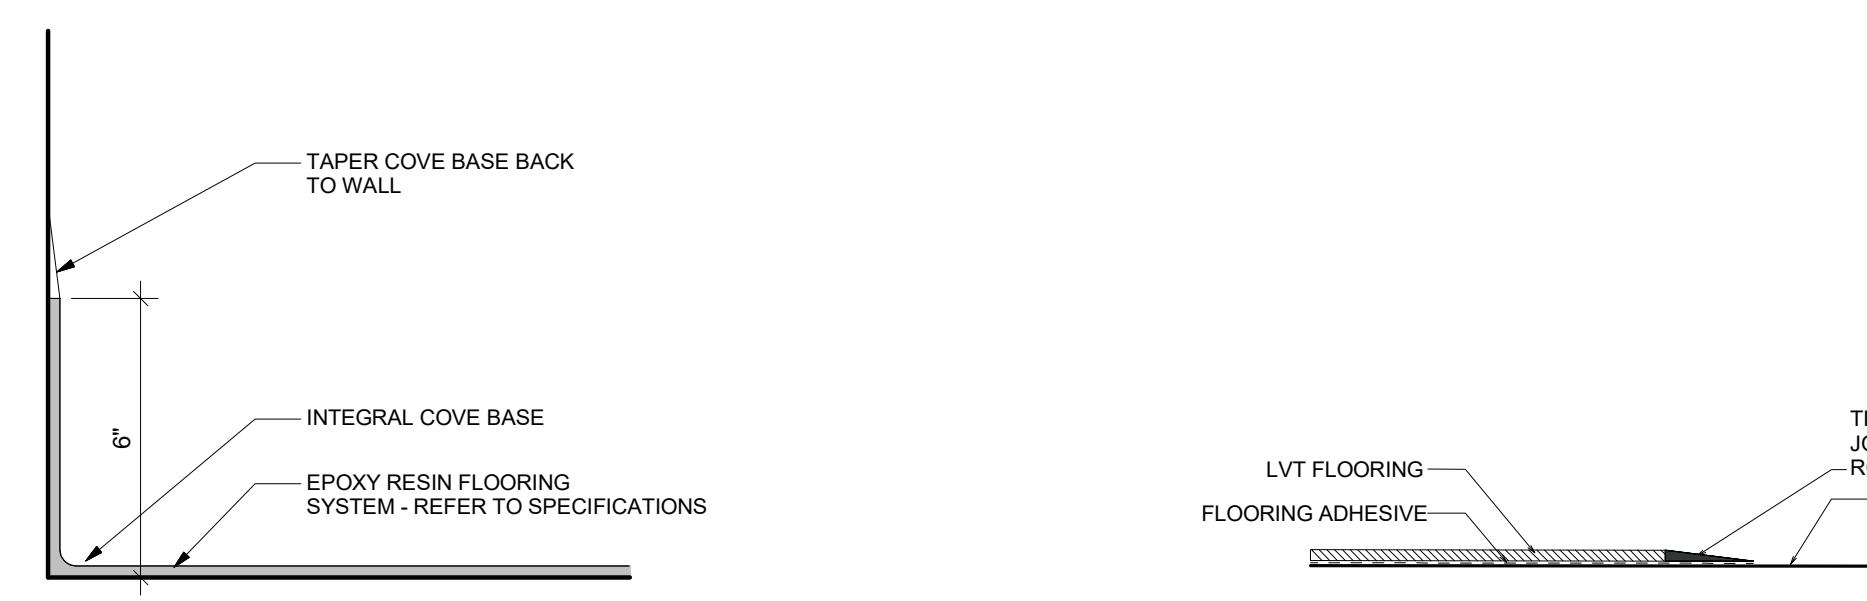 TAPER COVE BASE BACK
TO WALL
6"
INTEGRAL COVE BASE
EPOXY RESIN FLOORING
SYSTEM - REFER TO SPECIFICATIONS
LVT FLOORING
FLOORING ADHESIVE